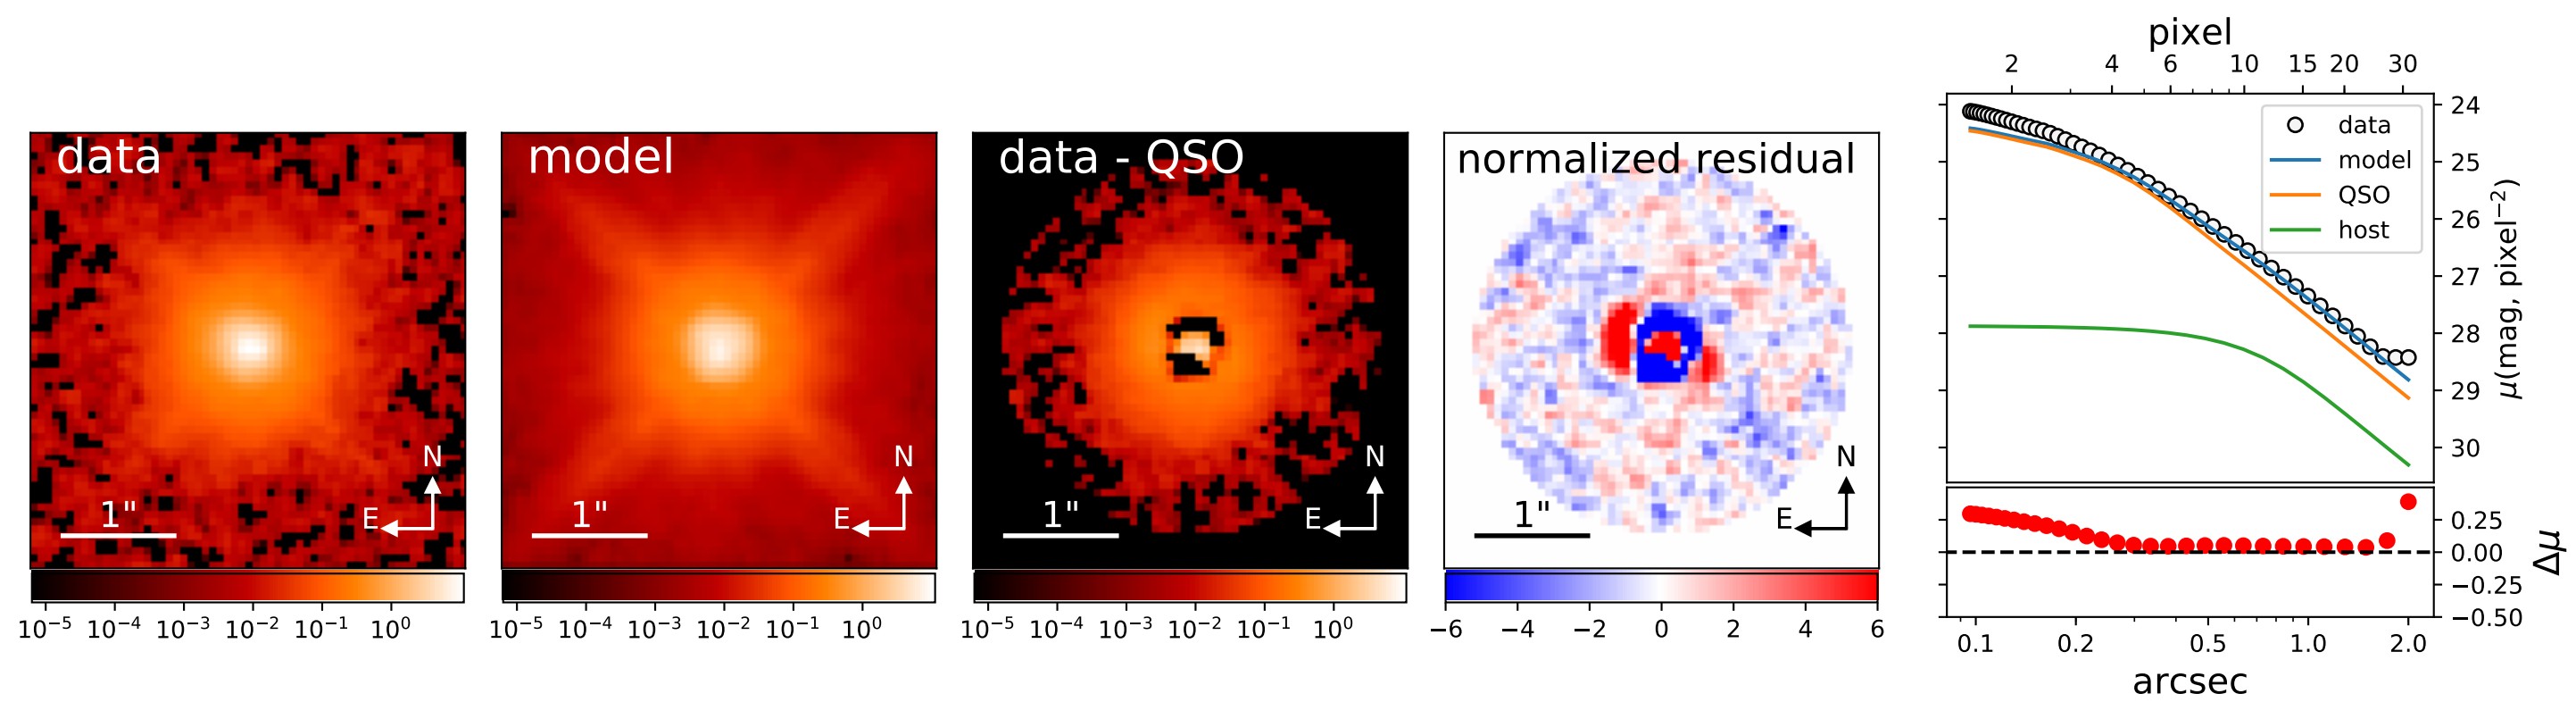 data
1"
N
E
10⁻⁵ 10⁻⁴ 10⁻³ 10⁻² 10⁻¹ 10⁰
model
1"
N
E
10⁻⁵ 10⁻⁴ 10⁻³ 10⁻² 10⁻¹ 10⁰
data - QSO
1"
N
E
10⁻⁵ 10⁻⁴ 10⁻³ 10⁻² 10⁻¹ 10⁰
normalized residual
1"
N
E
−6 −4 −2 0 2 4 6
pixel
2 4 6 10 15 20 30
data
model
QSO
host
24
25
26
27
28
29
30
μ(mag, pixel⁻²)
0.25
0.00
−0.25
−0.50
Δμ
0.1 0.2 0.5 1.0 2.0
arcsec